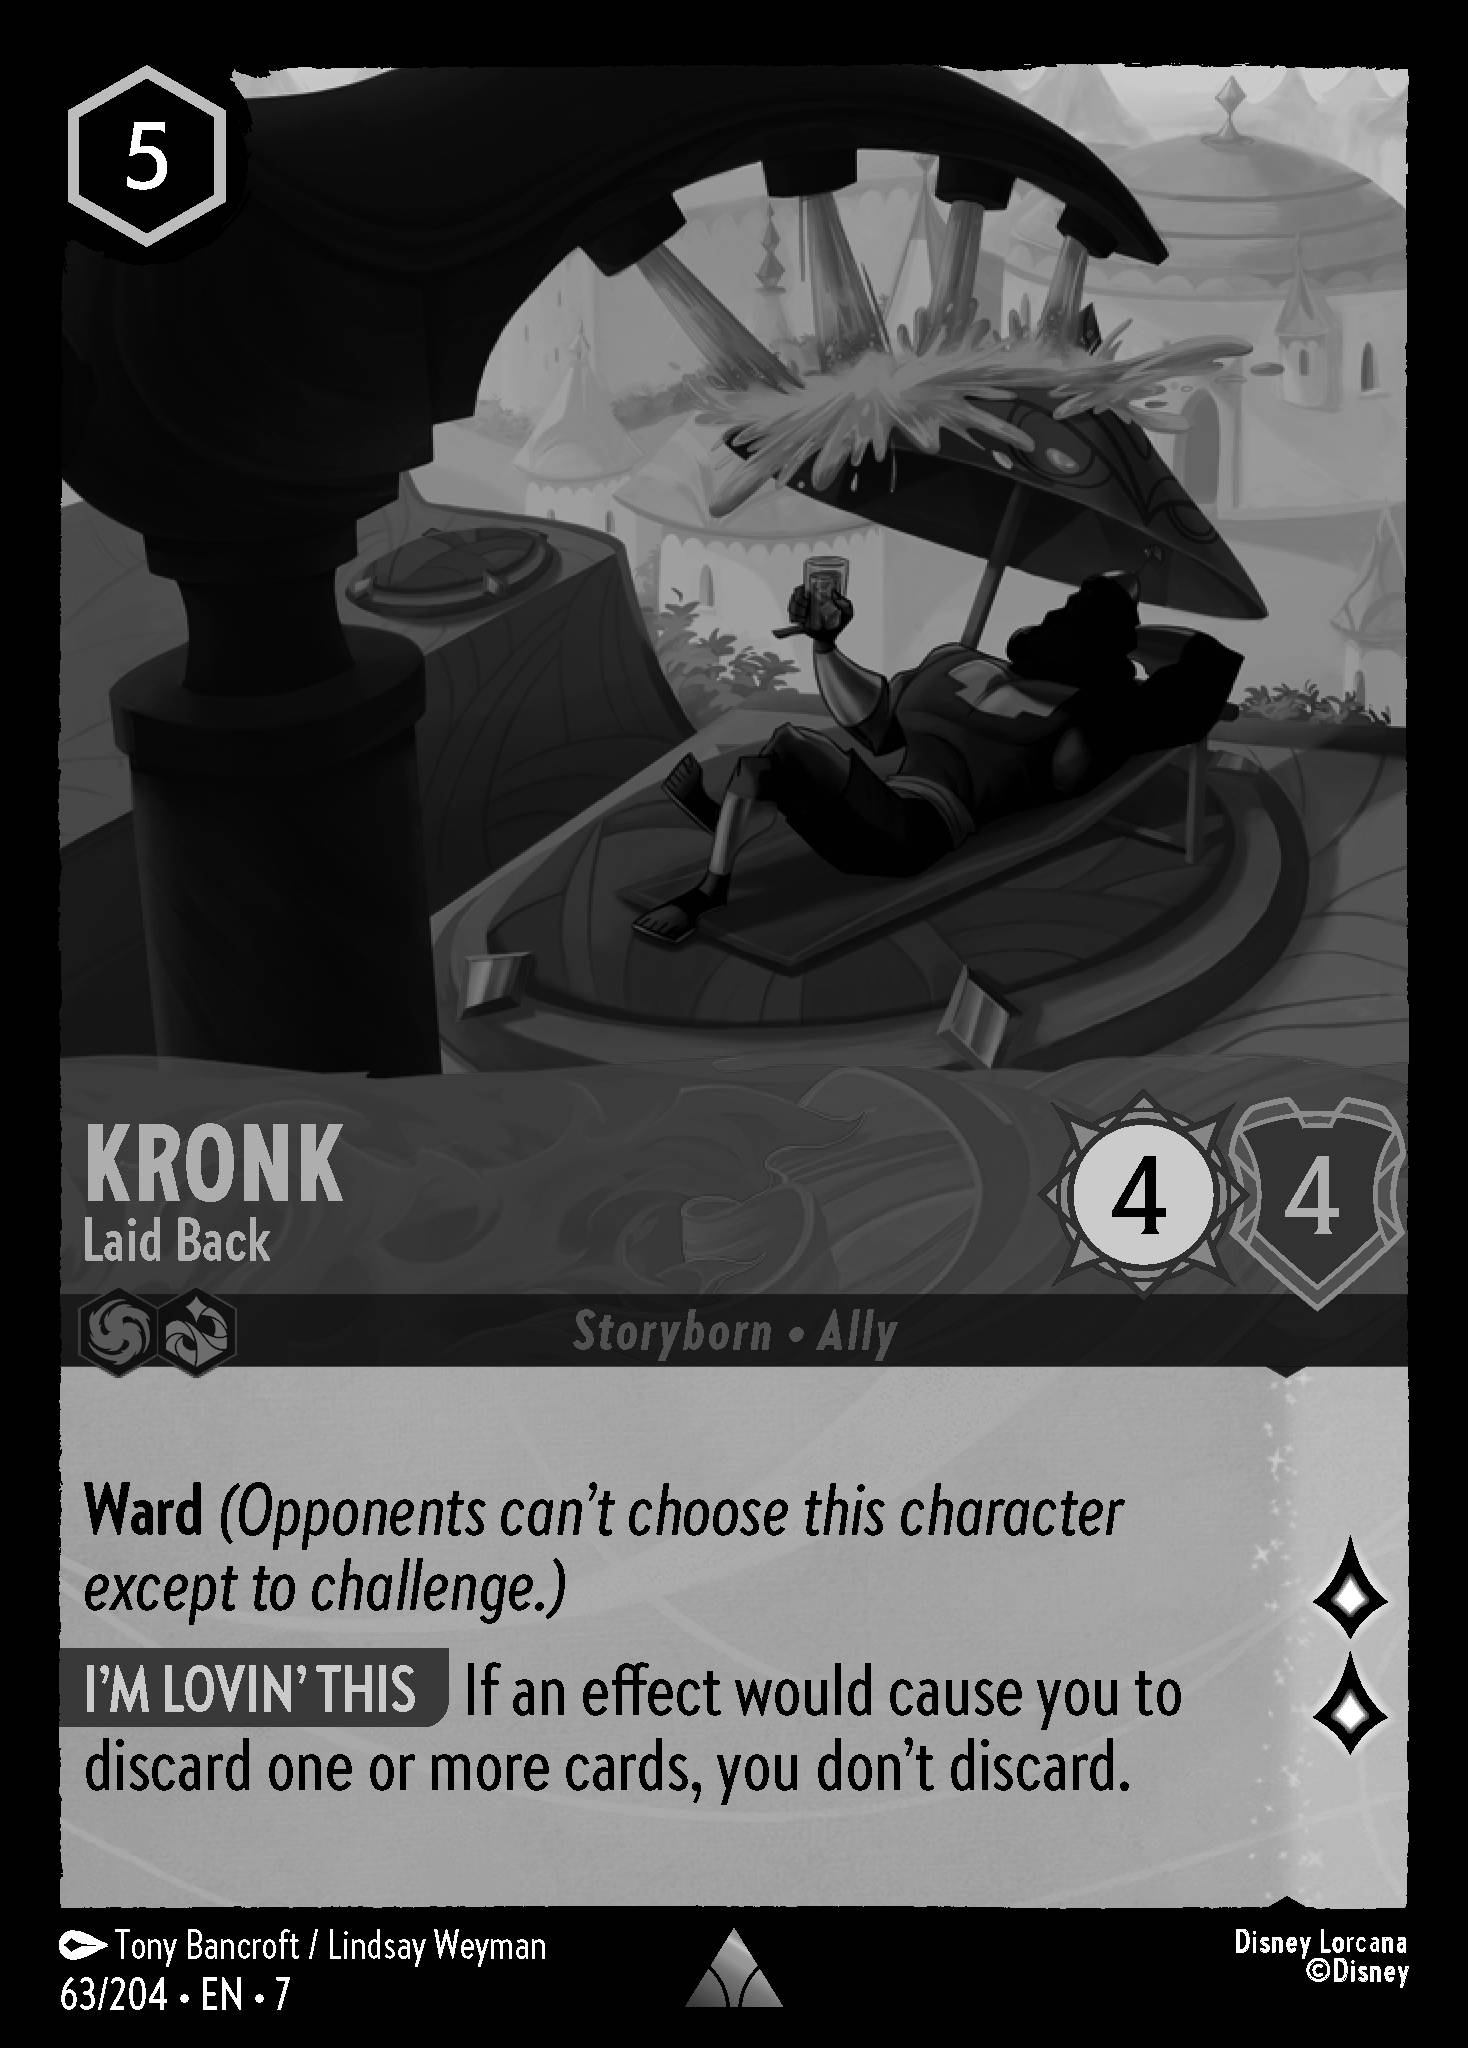 5
KRONK
Laid Back
4
4
Storyborn • Ally
Ward (Opponents can't choose this character
except to challenge.)
I'M LOVIN' THIS If an effect would cause you to
discard one or more cards, you don't discard.
Tony Bancroft / Lindsay Weyman
63/204 • EN • 7
Disney Lorcana
©Disney